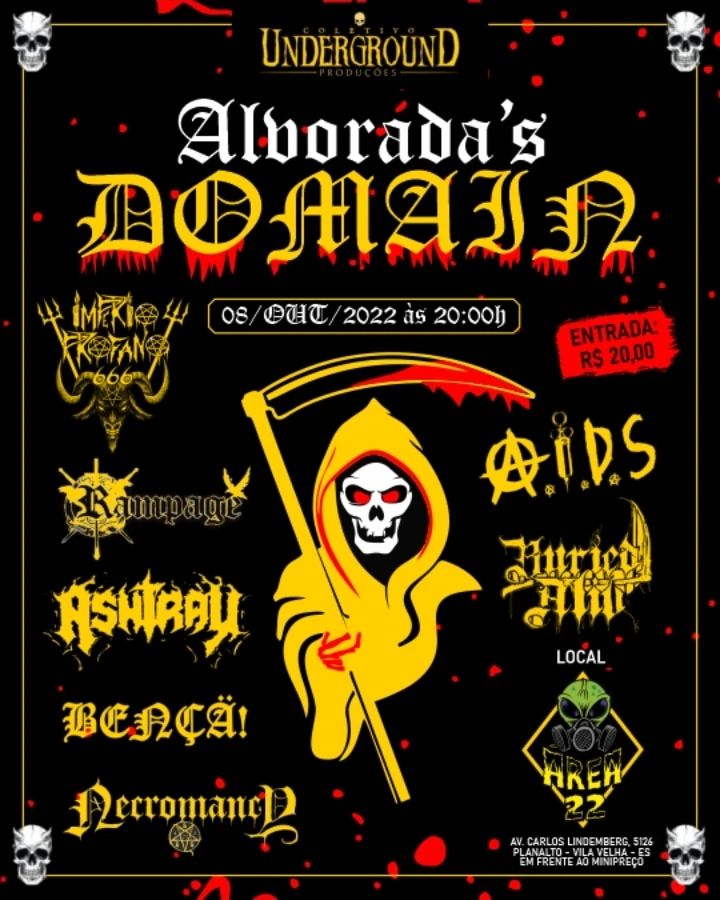 COLETIVO
UNDERGROUND
PRODUÇÕES
Alvorada's
DOMAIN
08/OUT/2022 às 20:00h
ENTRADA:
R$ 20,00
IMPÉRIO
PROFANO
666
Rampage
ASHTRAY
BENÇÄ!
Necromancy
A.I.D.S
Buried
Alive
LOCAL
AREA
22
AV. CARLOS LINDEMBERG, 5126
PLANALTO - VILA VELHA - ES
EM FRENTE AO MINIPREÇO